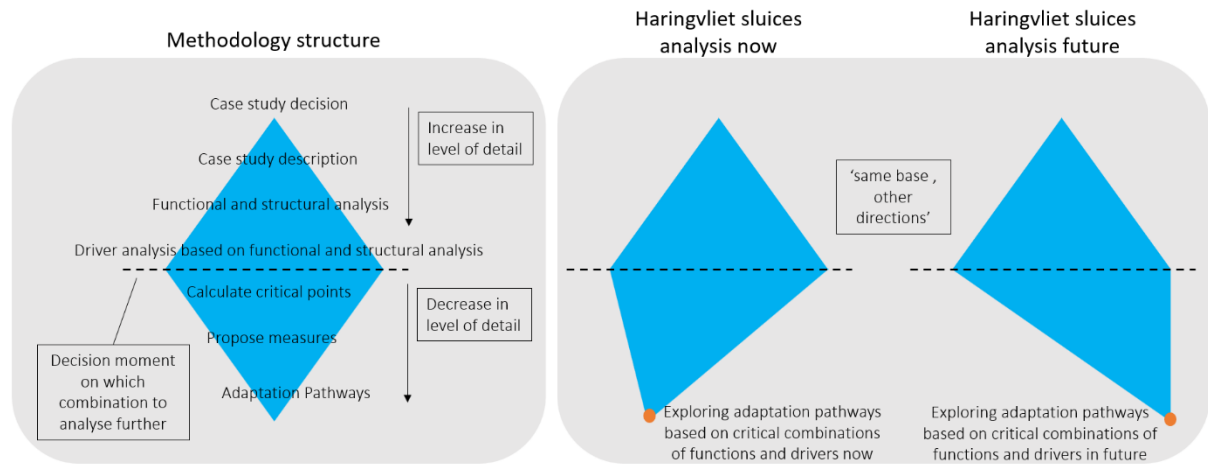 Methodology structure
Case study decision
Increase in
level of detail
Case study description
Functional and structural analysis
Driver analysis based on functional and structural analysis
Calculate critical points
Decrease in
level of detail
Propose measures
Decision moment
on which
combination to
analyse further
Adaptation Pathways
Haringvliet sluices
analysis now
Haringvliet sluices
analysis future
'same base ,
other
directions'
Exploring adaptation pathways
based on critical combinations
of functions and drivers now
Exploring adaptation pathways
based on critical combinations of
functions and drivers in future